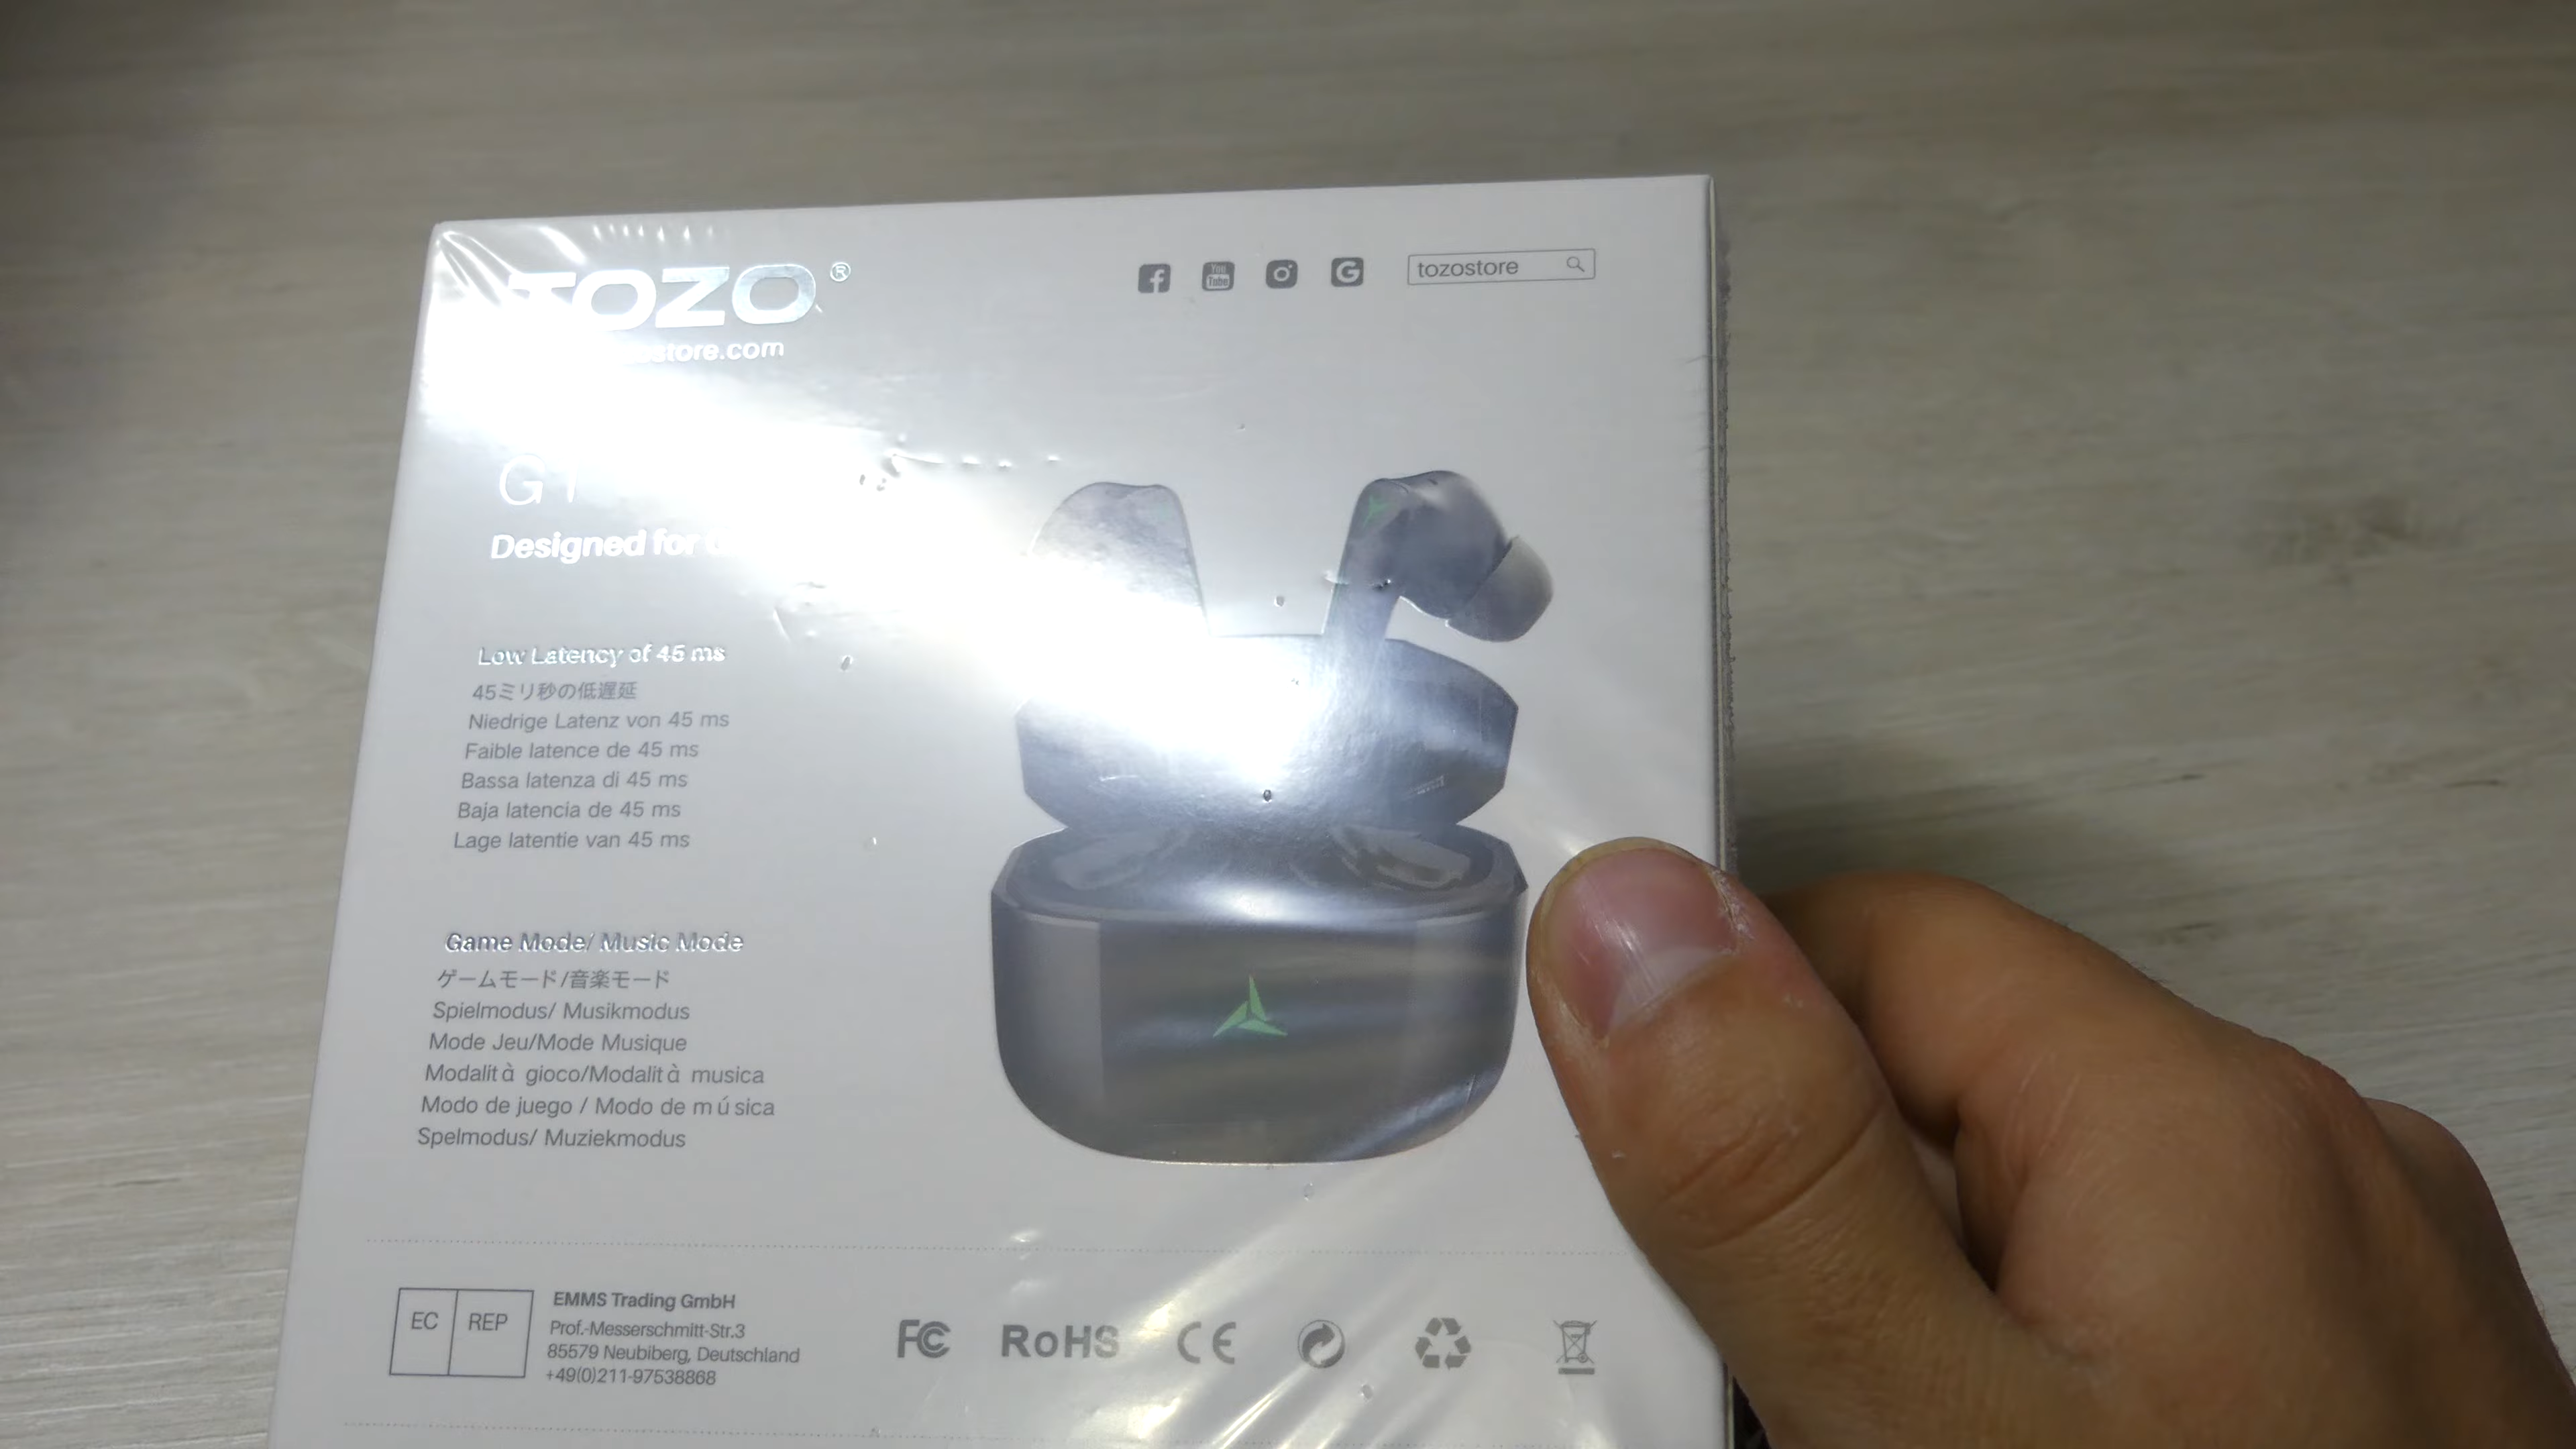 TOZO®
tozostore
store.com
G1
Designed for
Low Latency of 45 ms
45ミリ秒の低遅延
Niedrige Latenz von 45 ms
Faible latence de 45 ms
Bassa latenza di 45 ms
Baja latencia de 45 ms
Lage latentie van 45 ms
Game Mode/ Music Mode
ゲームモード/音楽モード
Spielmodus/ Musikmodus
Mode Jeu/Mode Musique
Modalità gioco/Modalità musica
Modo de juego / Modo de música
Spelmodus/ Muziekmodus
EC REP
EMMS Trading GmbH
Prof.-Messerschmitt-Str.3
85579 Neubiberg, Deutschland
+49(0)211-97538868
FC RoHS CE